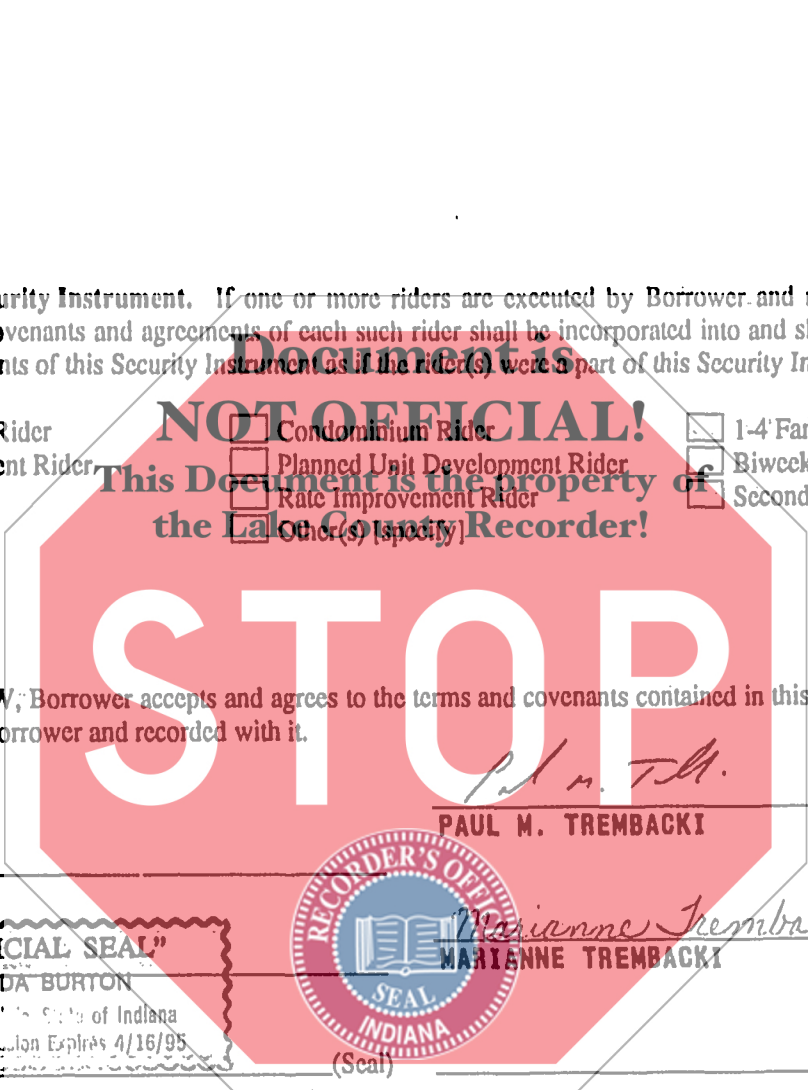 urity Instrument. If one or more riders are executed by Borrower and
ovenants and agreements of each such rider shall be incorporated into and
nts of this Security Instrument as if the rider(s) were a part of this Security
Document is
NOT OFFICIAL!
This Document is the property of
the Lake County Recorder!
Rider Condominium Rider 1-4 Fa
ent Rider Planned Unit Development Rider Biweek
Rate Improvement Rider Second
Other(s) [specify]
STOP
Borrower accepts and agrees to the terms and covenants contained in this
orrower and recorded with it.
PAUL M. TREMBACKI
RECORDER'S OFFICE
SEAL
INDIANA
Marianne Tremba
MARIANNE TREMBACKI
CIAL SEAL"
DA BURTON
State of Indiana
ion Expires 4/16/95
(Seal)